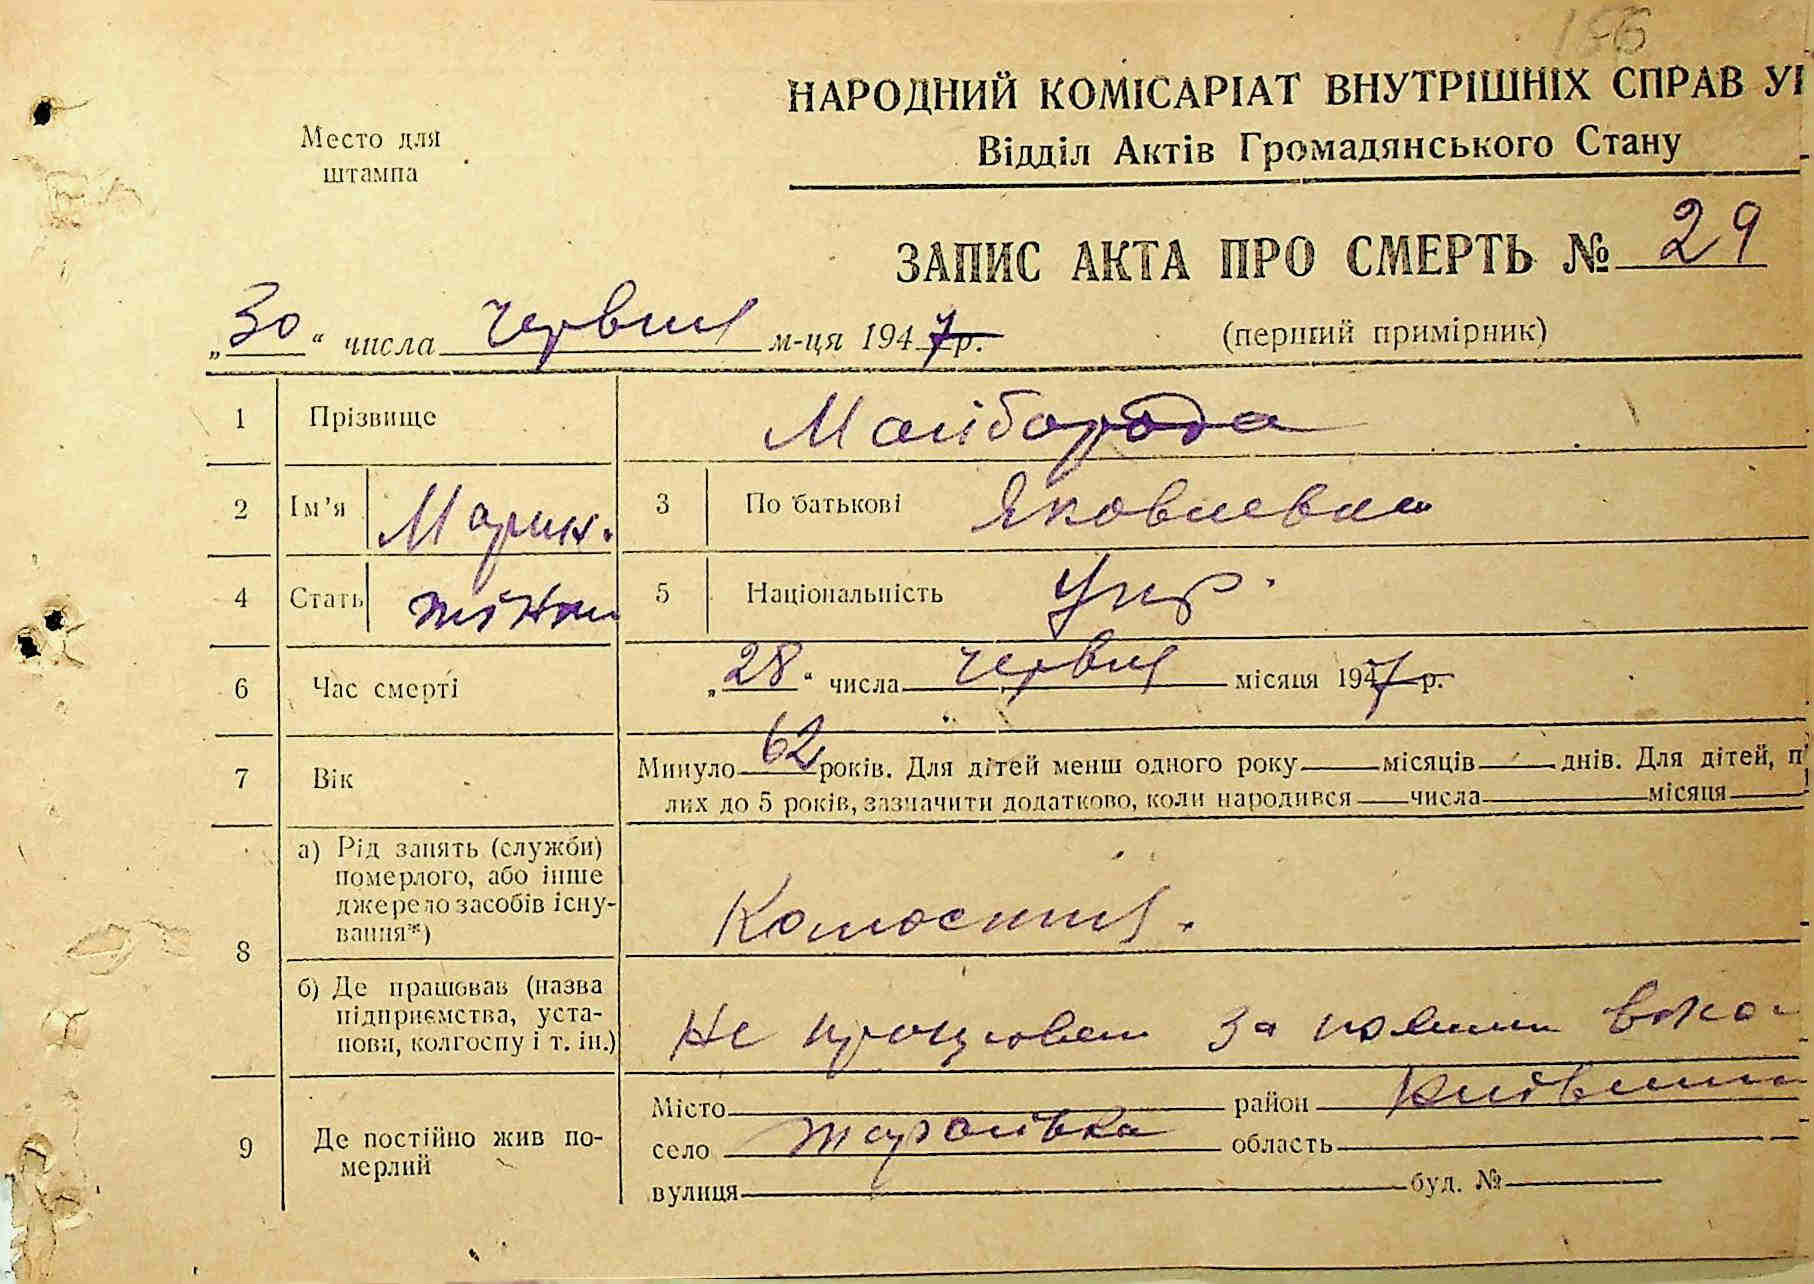 156
НАРОДНИЙ КОМІСАРІАТ ВНУТРІШНІХ СПРАВ
Відділ Актів Громадянського Стану
Место для
штампа
ЗАПИС АКТА ПРО СМЕРТЬ № 29
„30“ числа червня м-ця 1947 р.
(перший примірник)
1 Прізвище Майборода
2 Ім'я Марин. 3 По батькові Яковлевна
4 Стать жіноч 5 Національність Укр.
6 Час смерті „28“ числа червня місяця 1947 р.
7 Вік Минуло 62 років. Для дітей менш одного року місяців днів. Для дітей, п
лих до 5 років, зазначити додатково, коли народився числа місяця
8 а) Рід занять (служби)
померлого, або інше
джерело засобів існу-
вання*)
б) Де працював (назва
підприємства, уста-
нови, колгоспу і т. ін.) Не працювала за
9 Де постійно жив по-
мерлий
Місто район
село область
вулиця буд. №